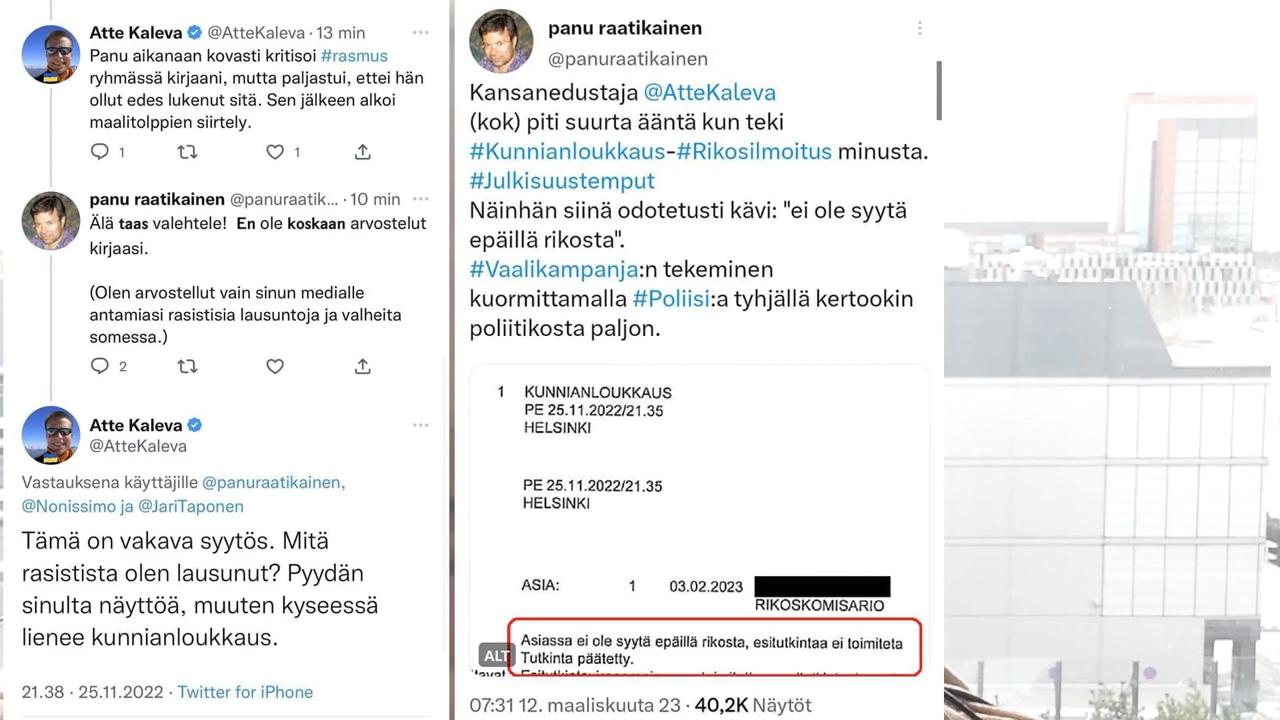 Atte Kaleva @AtteKaleva · 13 min
Panu aikanaan kovasti kritisoi #rasmus
ryhmässä kirjaani, mutta paljastui, ettei hän
ollut edes lukenut sitä. Sen jälkeen alkoi
maalitolppien siirtely.
1 1
panu raatikainen @panuraatik... · 10 min
Älä taas valehtele! En ole koskaan arvostelut
kirjaasi.
(Olen arvostellut vain sinun medialle
antamiasi rasistisia lausuntoja ja valheita
somessa.)
2
Atte Kaleva
@AtteKaleva
Vastauksena käyttäjille @panuraatikainen,
@Nonissimo ja @JariTaponen
Tämä on vakava syytös. Mitä
rasistista olen lausunut? Pyydän
sinulta näyttöä, muuten kyseessä
lienee kunnianloukkaus.
21.38 · 25.11.2022 · Twitter for iPhone
panu raatikainen
@panuraatikainen
Kansanedustaja @AtteKaleva
(kok) piti suurta ääntä kun teki
#Kunnianloukkaus-#Rikosilmoitus minusta.
#Julkisuustemput
Näinhän siinä odotetusti kävi: "ei ole syytä
epäillä rikosta".
#Vaalikampanja:n tekeminen
kuormittamalla #Poliisi:a tyhjällä kertookin
poliitikosta paljon.
1 KUNNIANLOUKKAUS
PE 25.11.2022/21.35
HELSINKI
PE 25.11.2022/21.35
HELSINKI
ASIA: 1 03.02.2023
RIKOSKOMISARIO
Asiassa ei ole syytä epäillä rikosta, esitutkintaa ei toimiteta
ALT
Tutkinta päätetty.
07:31 12. maaliskuuta 23 · 40,2K Näytöt